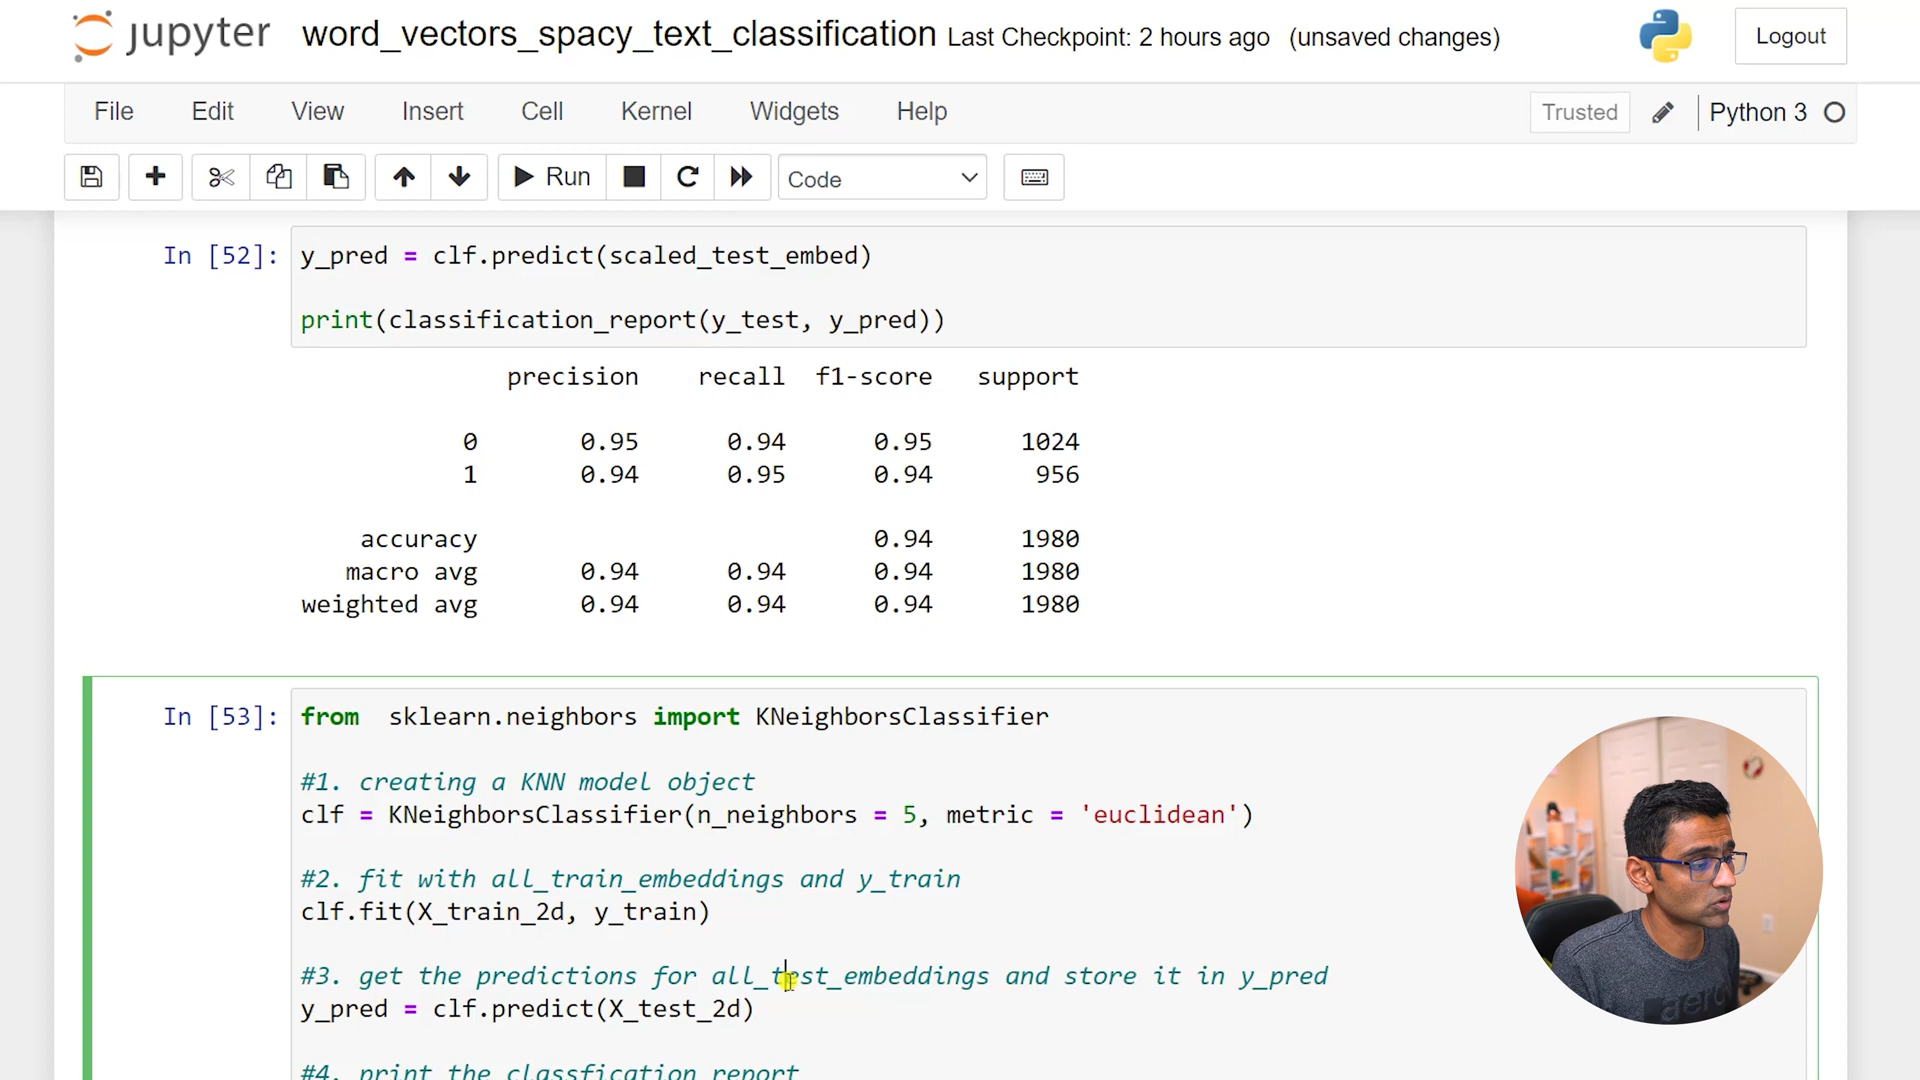 jupyter word_vectors_spacy_text_classification Last Checkpoint: 2 hours ago (unsaved changes) Logout
File Edit View Insert Cell Kernel Widgets Help Trusted Python 3
Run Code
In [52]: y_pred = clf.predict(scaled_test_embed)
print(classification_report(y_test, y_pred))
precision recall f1-score support
0 0.95 0.94 0.95 1024
1 0.94 0.95 0.94 956
accuracy 0.94 1980
macro avg 0.94 0.94 0.94 1980
weighted avg 0.94 0.94 0.94 1980
In [53]: from sklearn.neighbors import KNeighborsClassifier
#1. creating a KNN model object
clf = KNeighborsClassifier(n_neighbors = 5, metric = 'euclidean')
#2. fit with all_train_embeddings and y_train
clf.fit(X_train_2d, y_train)
#3. get the predictions for all_test_embeddings and store it in y_pred
y_pred = clf.predict(X_test_2d)
#4. print the classfication report